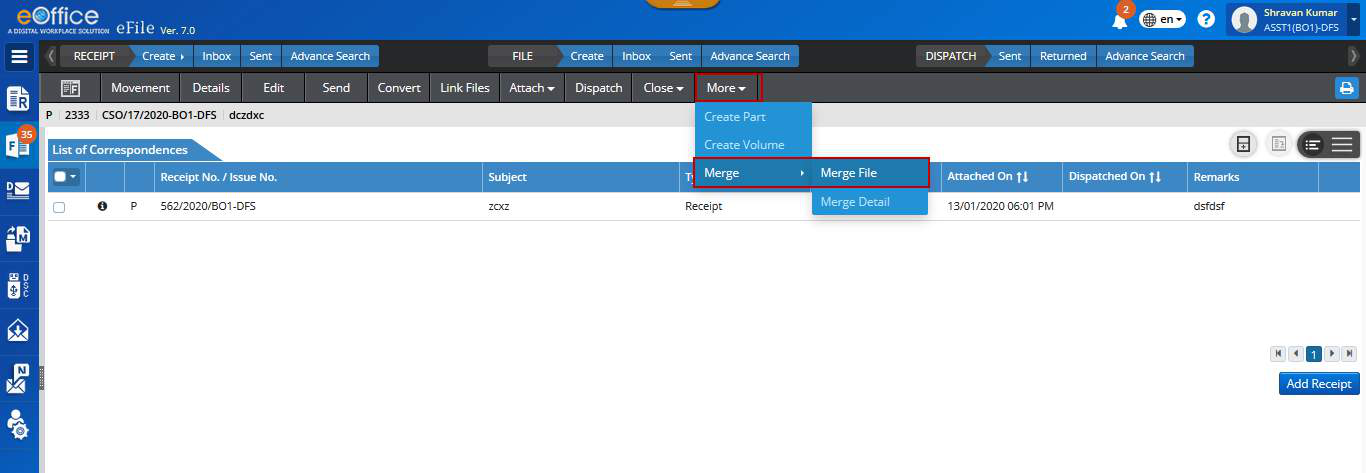 eOffice
A DIGITAL WORKPLACE SOLUTION
eFile Ver. 7.0
2
en
?
Shravan Kumar
ASST1(BO1)-DFS
RECEIPT Create Inbox Sent Advance Search
FILE Create Inbox Sent Advance Search
DISPATCH Sent Returned Advance Search
Movement Details Edit Send Convert Link Files Attach Dispatch Close More
P 2333 CSO/17/2020-BO1-DFS dczdxc
Create Part
Create Volume
Merge
Merge File
Merge Detail
R
F
35
D
M
DSC
N
List of Correspondences
Receipt No. / Issue No. Subject Attached On Dispatched On Remarks
P 562/2020/BO1-DFS zcxz Receipt 13/01/2020 06:01 PM dsfdsf
1
Add Receipt